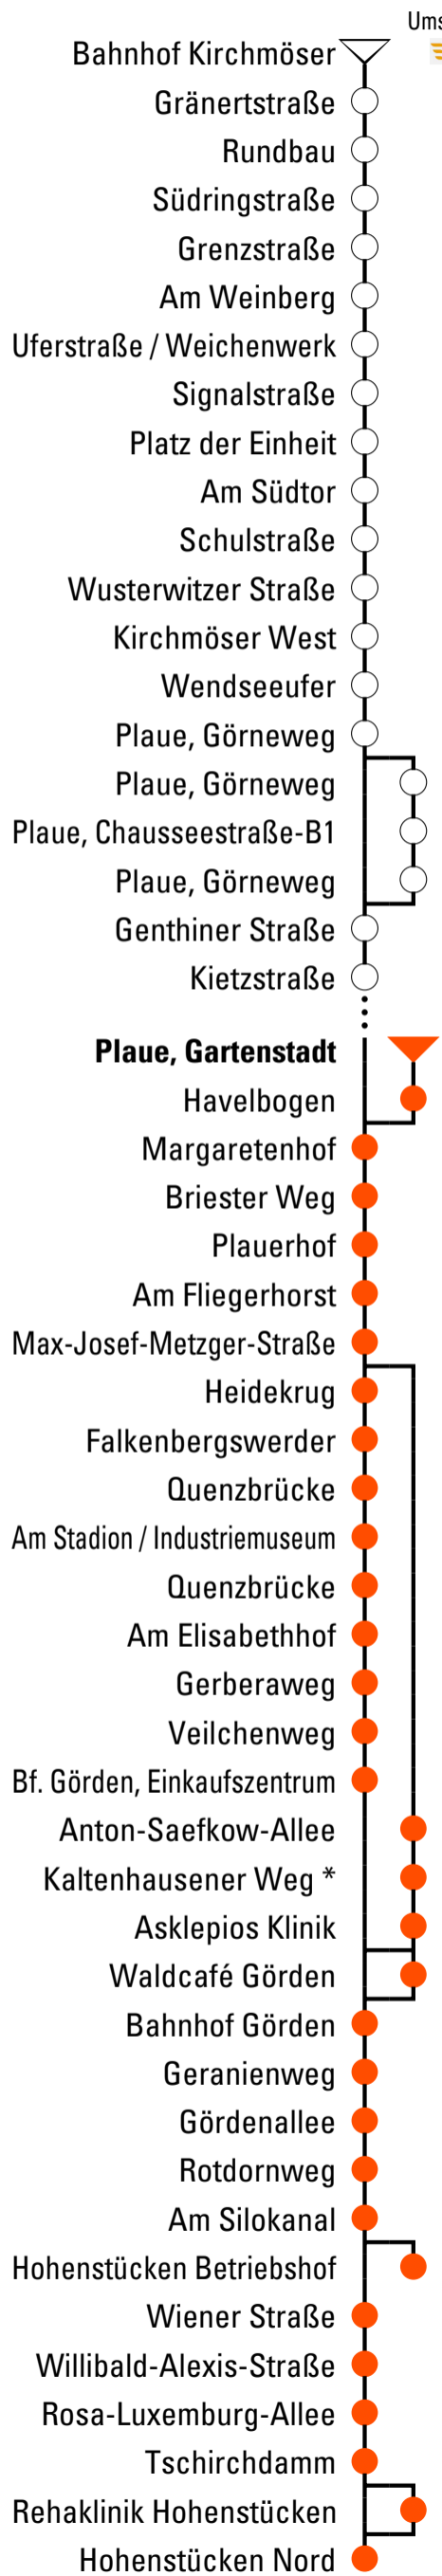 Ums
Bahnhof Kirchmöser
Gränertstraße
Rundbau
Südringstraße
Grenzstraße
Am Weinberg
Uferstraße / Weichenwerk
Signalstraße
Platz der Einheit
Am Südtor
Schulstraße
Wusterwitzer Straße
Kirchmöser West
Wendseeufer
Plaue, Görneweg
Plaue, Görneweg
Plaue, Chausseestraße-B1
Plaue, Görneweg
Genthiner Straße
Kietzstraße
Plaue, Gartenstadt
Havelbogen
Margaretenhof
Briester Weg
Plauerhof
Am Fliegerhorst
Max-Josef-Metzger-Straße
Heidekrug
Falkenbergswerder
Quenzbrücke
Am Stadion / Industriemuseum
Quenzbrücke
Am Elisabethhof
Gerberaweg
Veilchenweg
Bf. Görden, Einkaufszentrum
Anton-Saefkow-Allee
Kaltenhausener Weg *
Asklepios Klinik
Waldcafé Görden
Bahnhof Görden
Geranienweg
Gördenallee
Rotdornweg
Am Silokanal
Hohenstücken Betriebshof
Wiener Straße
Willibald-Alexis-Straße
Rosa-Luxemburg-Allee
Tschirchdamm
Rehaklinik Hohenstücken
Hohenstücken Nord